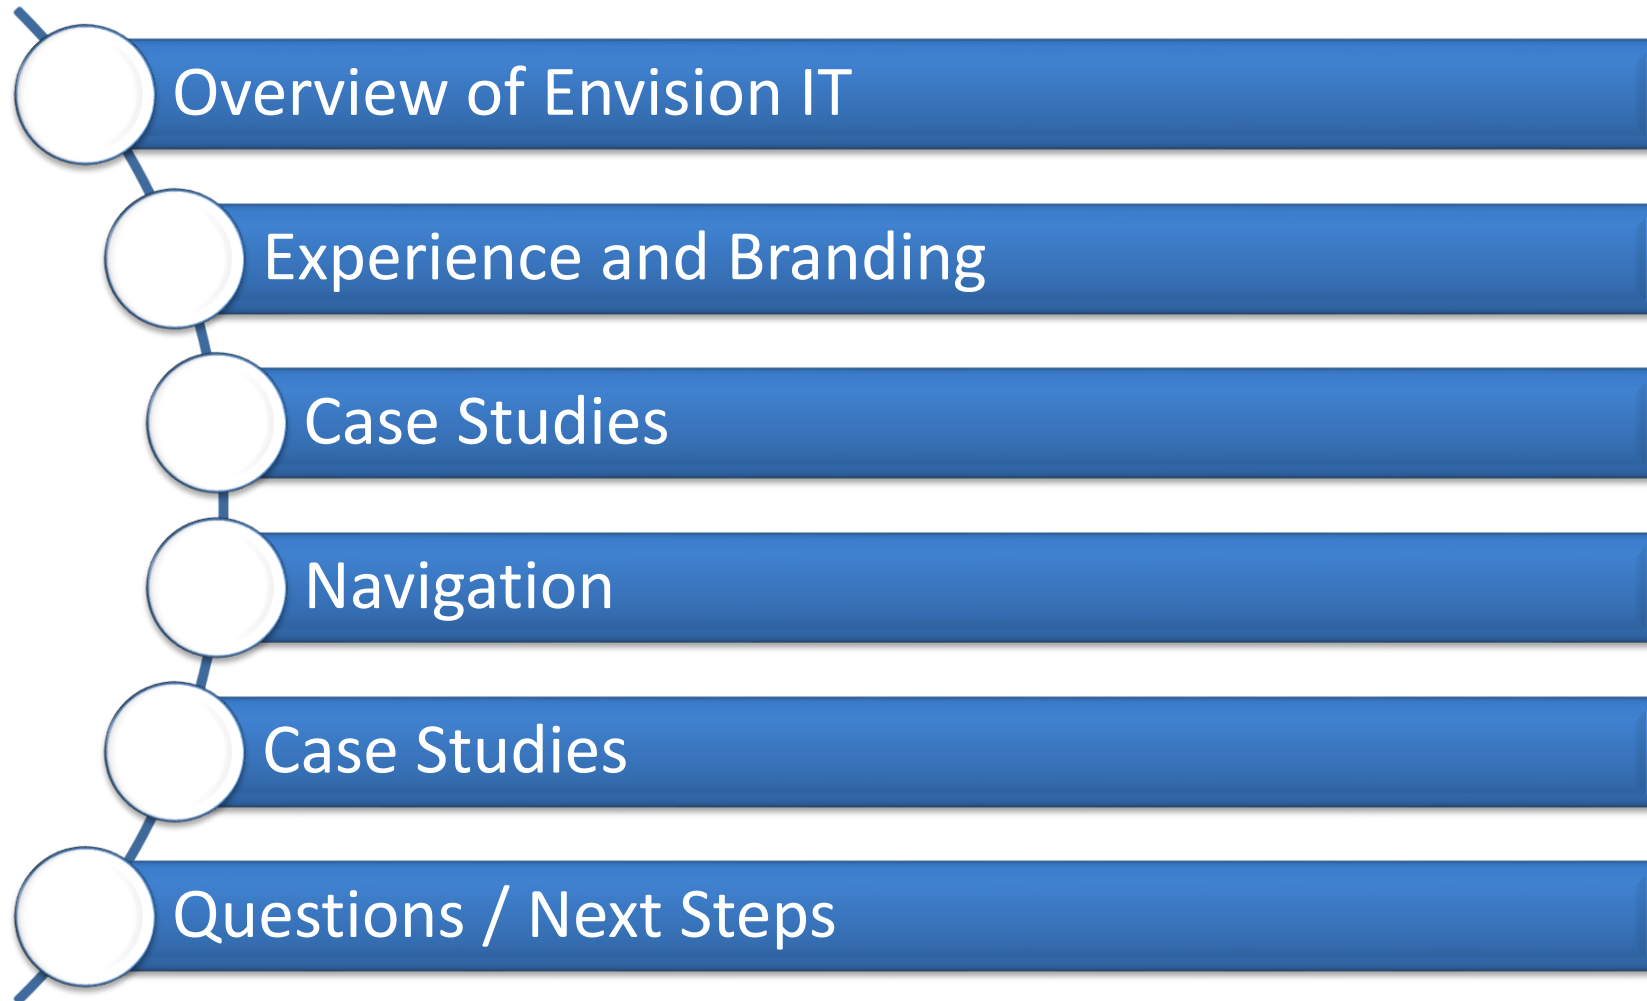 Overview of Envision IT
Experience and Branding
Case Studies
Navigation
Case Studies
Questions / Next Steps